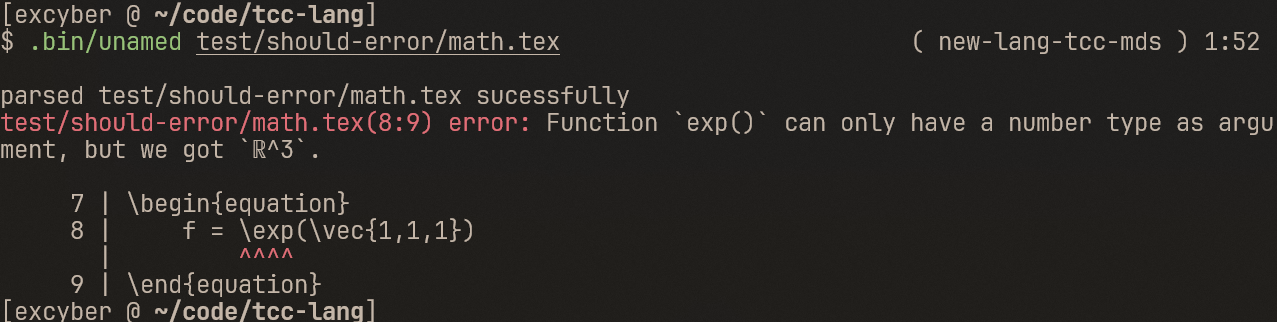 [excyber @ ~/code/tcc-lang]
$ .bin/unamed test/should-error/math.tex ( new-lang-tcc-mds ) 1:52
parsed test/should-error/math.tex sucessfully
test/should-error/math.tex(8:9) error: Function `exp()` can only have a number type as argu
ment, but we got `ℝ^3`.
7 | \begin{equation}
8 | f = \exp(\vec{1,1,1})
| ^^^^
9 | \end{equation}
[excyber @ ~/code/tcc-lang]